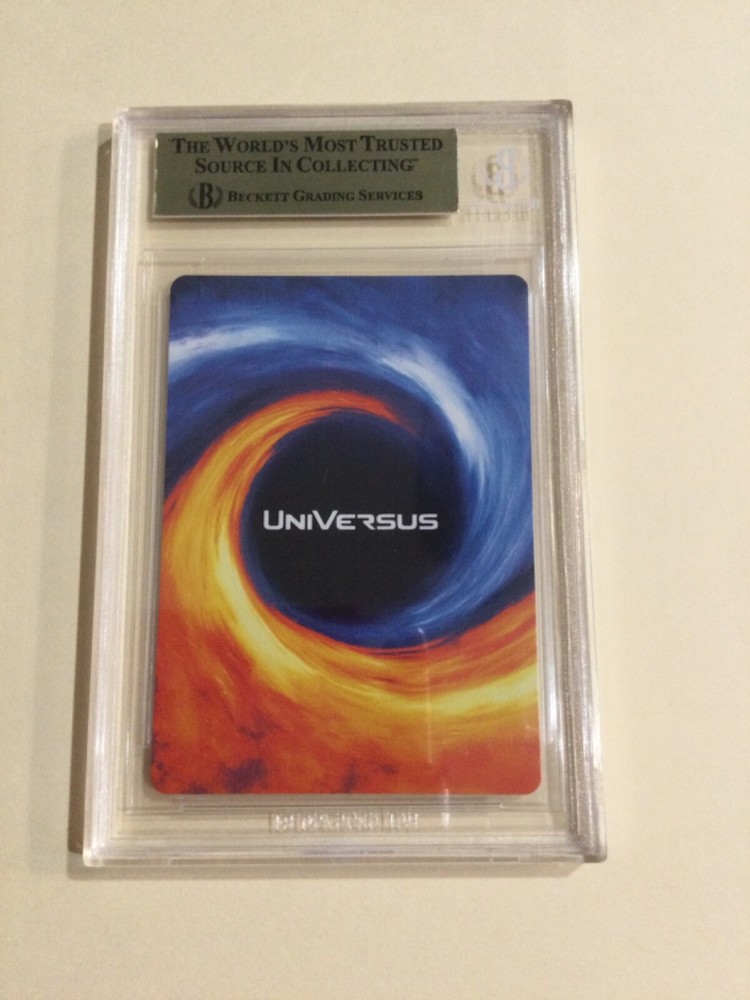 THE WORLD'S MOST TRUSTED
SOURCE IN COLLECTING™
B BECKETT GRADING SERVICES
UNIVERSUS